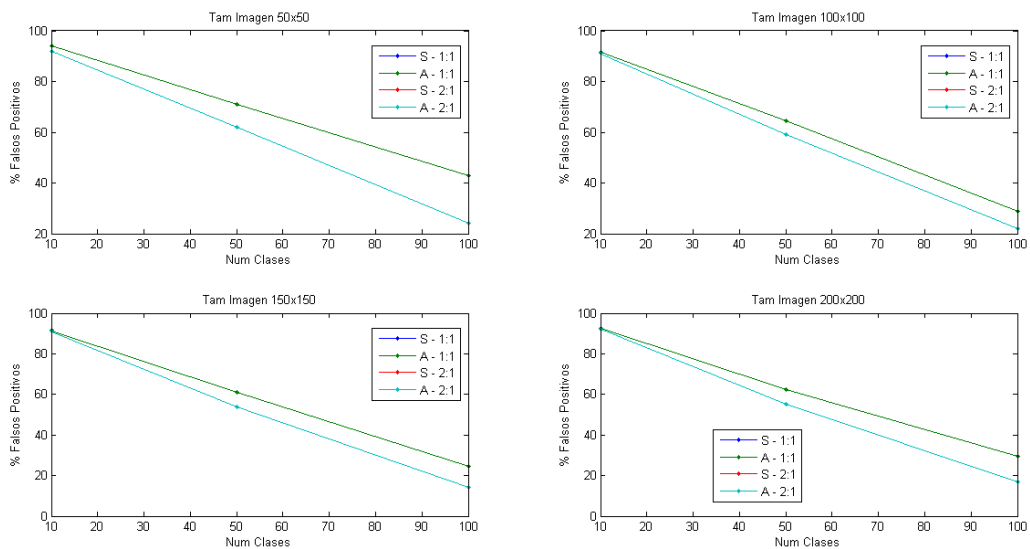 Tam Imagen 50x50
100
80
60
40
20
% Falsos Positivos
S - 1:1
A - 1:1
S - 2:1
A - 2:1
10 20 30 40 50 60 70 80 90 100
Num Clases
Tam Imagen 100x100
100
80
60
40
20
% Falsos Positivos
S - 1:1
A - 1:1
S - 2:1
A - 2:1
10 20 30 40 50 60 70 80 90 100
Num Clases
Tam Imagen 150x150
100
80
60
40
20
0
% Falsos Positivos
S - 1:1
A - 1:1
S - 2:1
A - 2:1
10 20 30 40 50 60 70 80 90 100
Num Clases
Tam Imagen 200x200
100
80
60
40
20
0
% Falsos Positivos
S - 1:1
A - 1:1
S - 2:1
A - 2:1
10 20 30 40 50 60 70 80 90 100
Num Clases